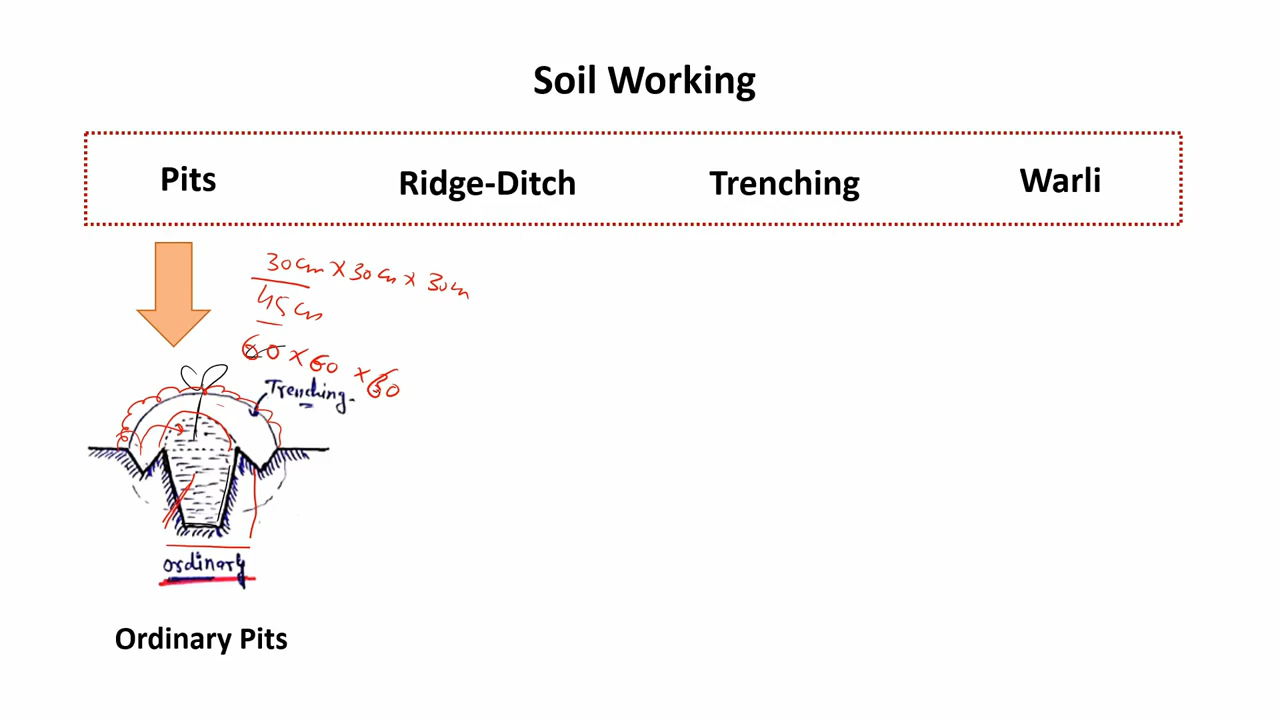 Soil Working
Pits Ridge-Ditch Trenching Warli
30cm x 30cm x 30cm
45cm
60 x 60 x 60
Trenching.
ordinary
Ordinary Pits